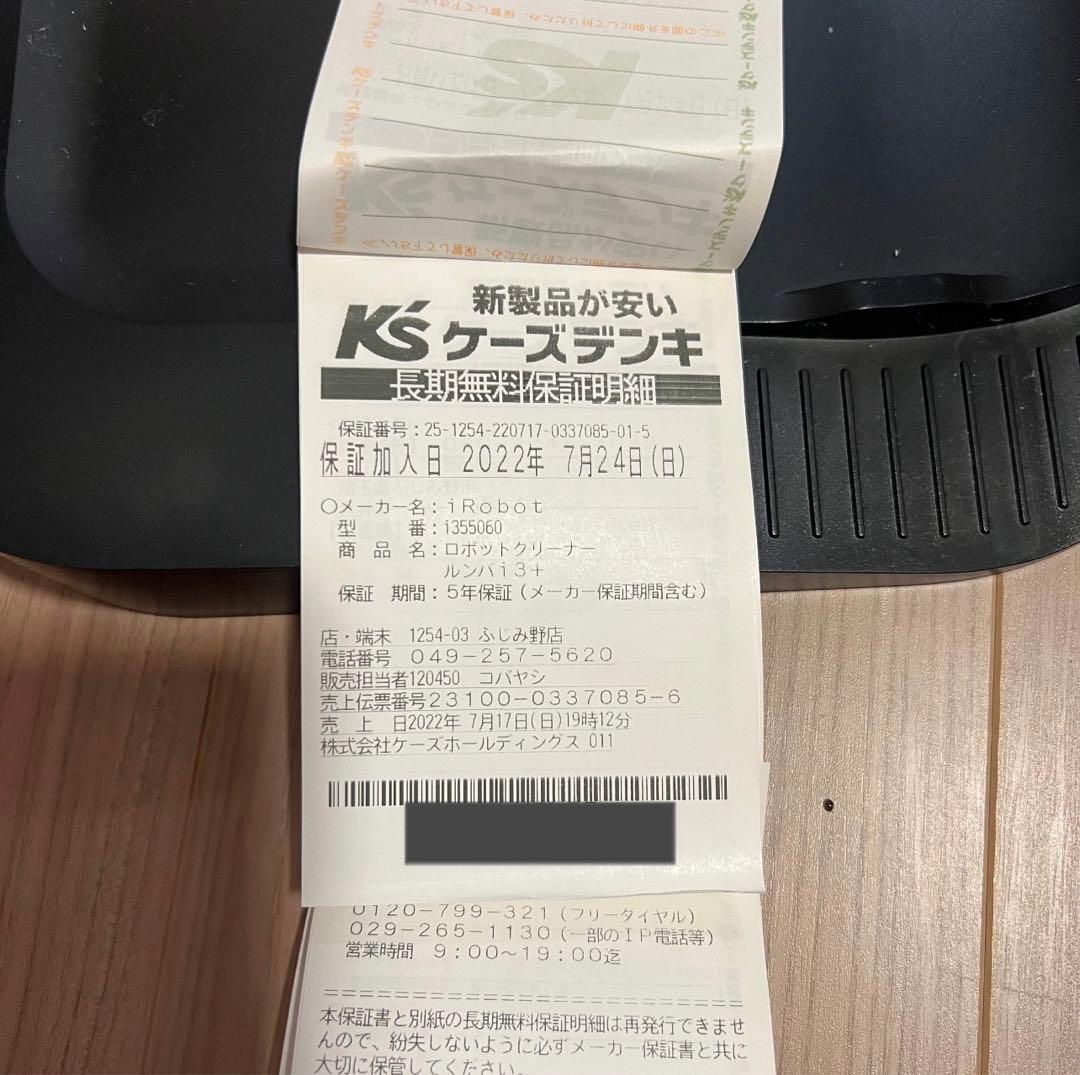 新製品が安い
K's ケーズデンキ
長期無料保証明細
保証番号：25-1254-220717-0337085-01-5
保証加入日 2022年 7月24日(日)
〇メーカー名：iRobot
型 番：i355060
商 品 名：ロボットクリーナー
ルンバi3+
保証 期間：5年保証（メーカー保証期間含む）
店・端末 1254-03 ふじみ野店
電話番号 049-257-5620
販売担当者120450 コバヤシ
売上伝票番号23100-0337085-6
売 上 日2022年 7月17日(日)19時12分
株式会社ケーズホールディングス 011
0120-799-321（フリーダイヤル）
029-265-1130（一部のIP電話等）
営業時間 9:00～19:00迄
本保証書と別紙の長期無料保証明細は再発行できませ
んので、紛失しないように必ずメーカー保証書と共に
大切に保管してください。